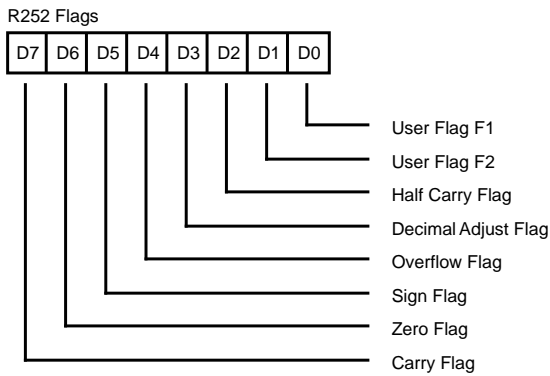 R252 Flags
D7 D6 D5 D4 D3 D2 D1 D0
User Flag F1
User Flag F2
Half Carry Flag
Decimal Adjust Flag
Overflow Flag
Sign Flag
Zero Flag
Carry Flag